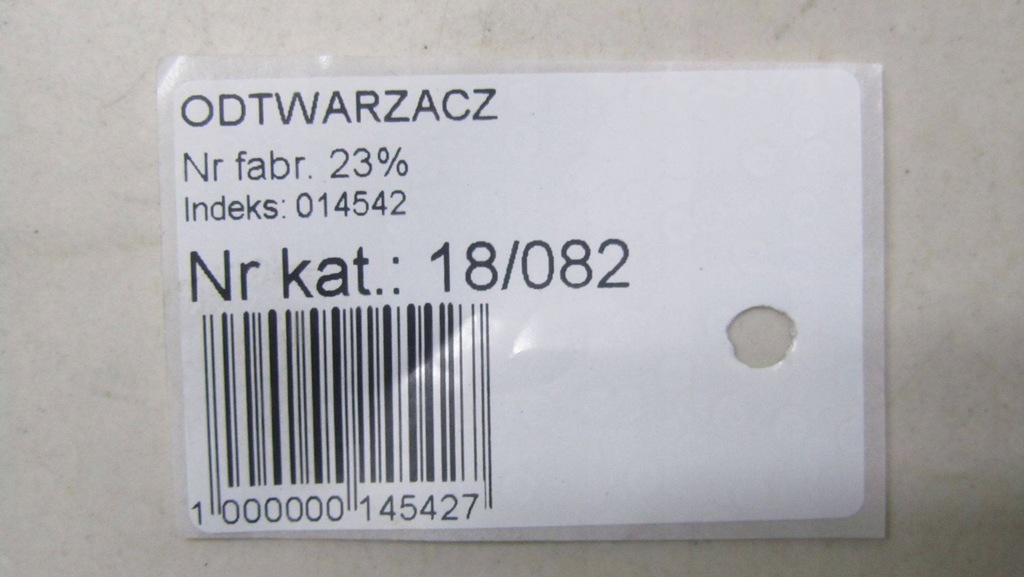 ODTWARZACZ
Nr fabr. 23%
Indeks: 014542
Nr kat.: 18/082
1 000000 145427